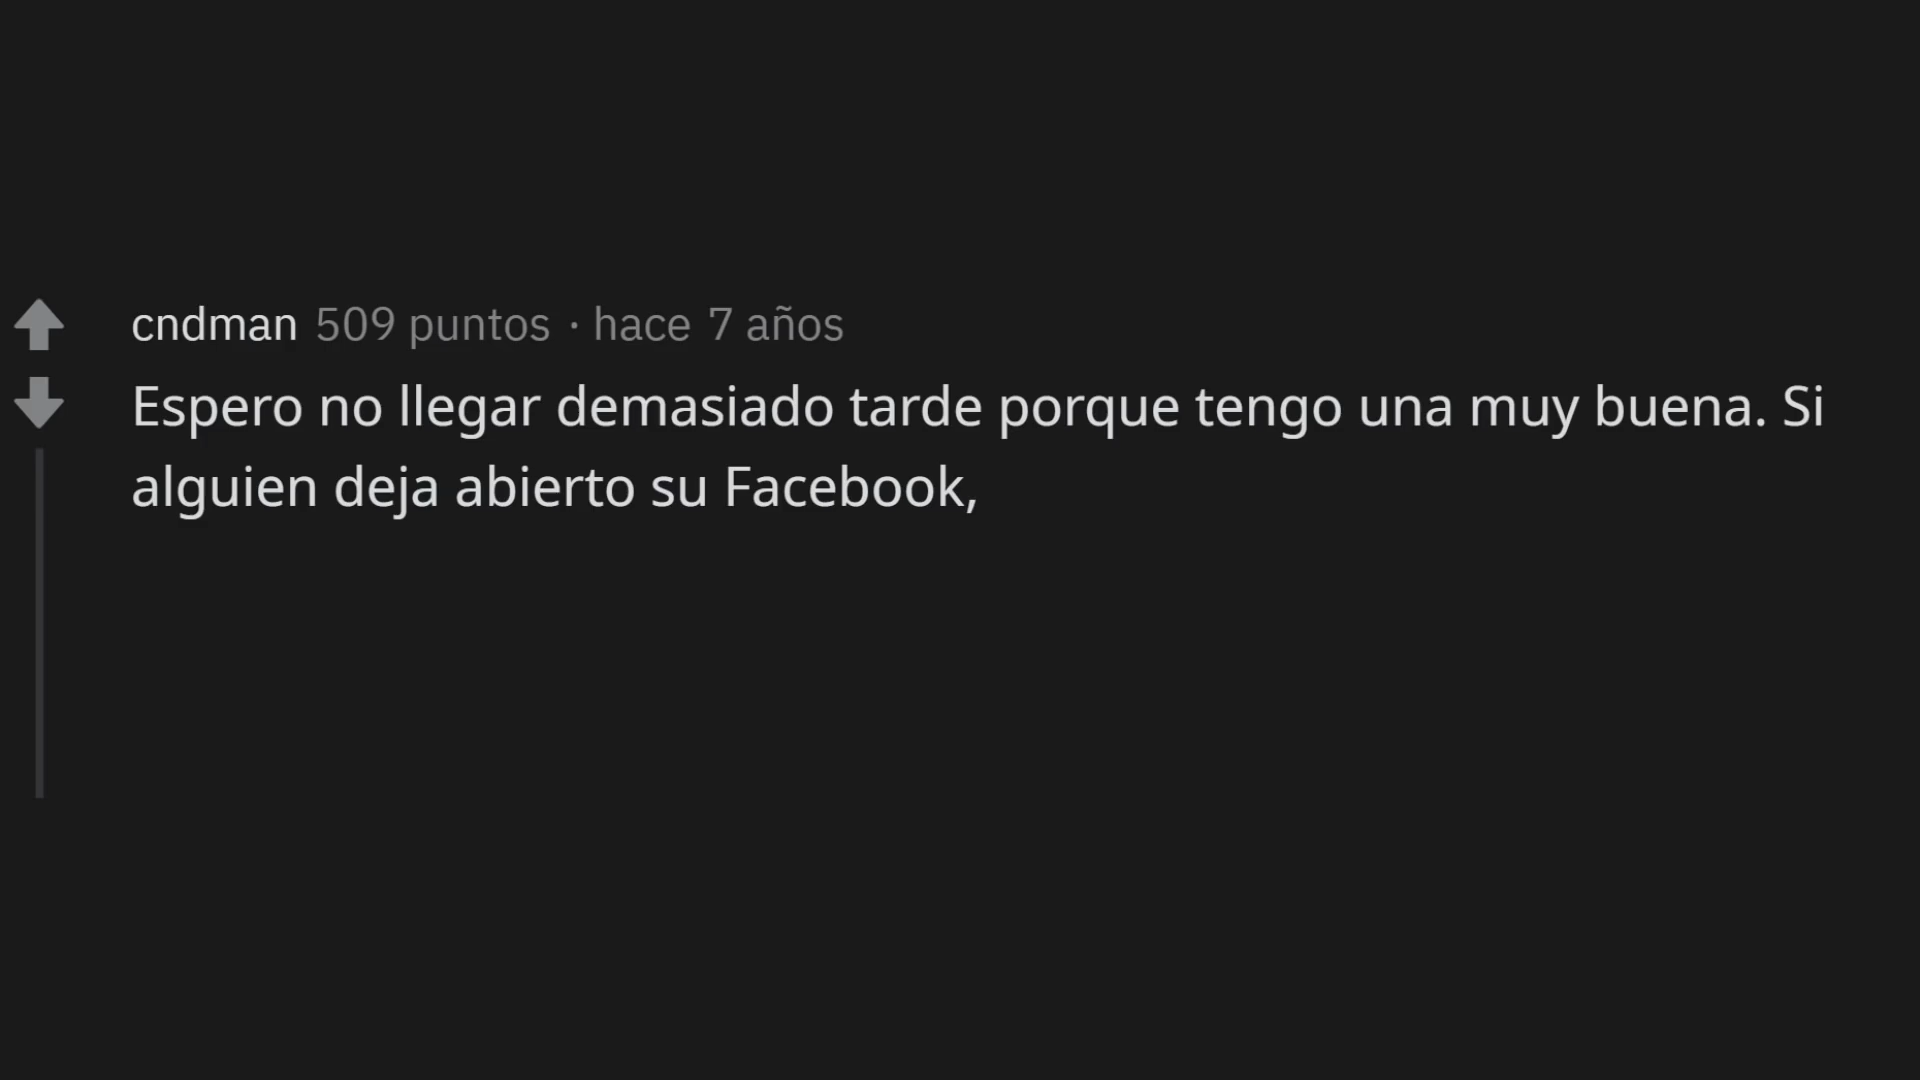 cndman 509 puntos · hace 7 años
Espero no llegar demasiado tarde porque tengo una muy buena. Si
alguien deja abierto su Facebook,